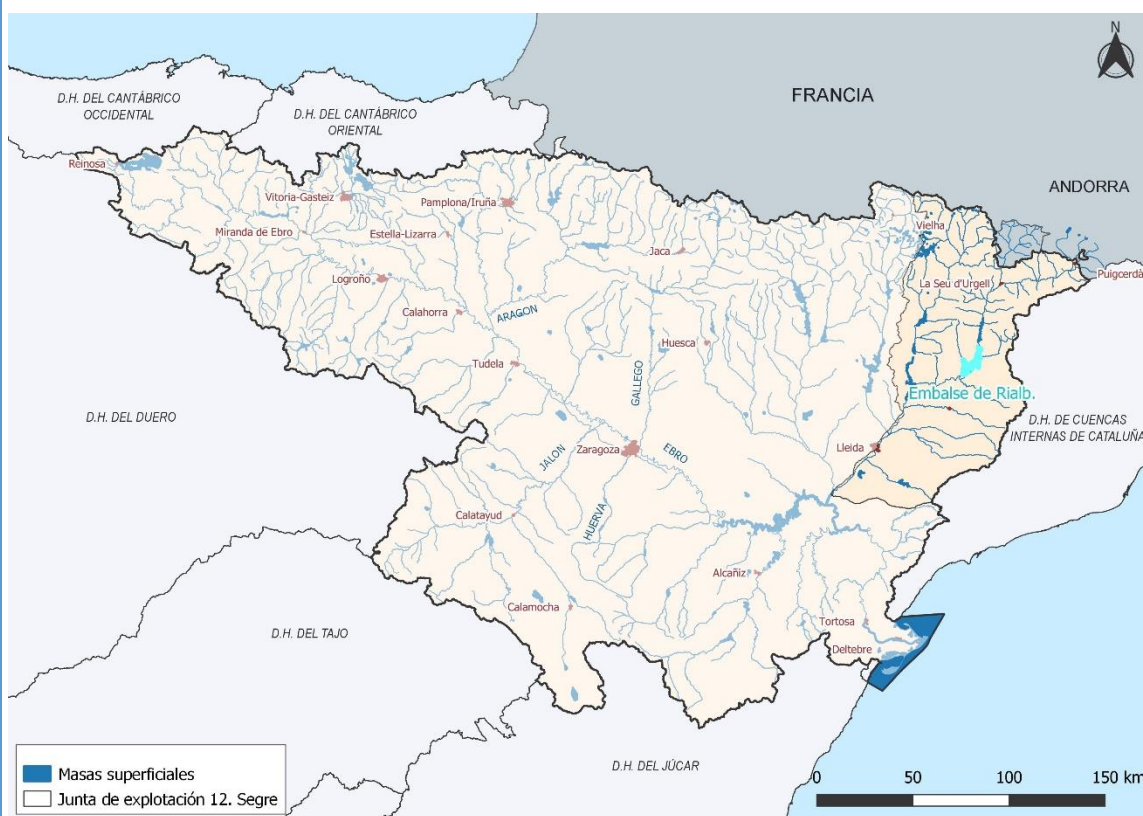 N
D.H. DEL CANTÁBRICO
OCCIDENTAL
D.H. DEL CANTÁBRICO
ORIENTAL
FRANCIA
ANDORRA
Reinosa
Vitoria-Gasteiz
Pamplona/Iruña
Miranda de Ebro
Estella-Lizarra
Vielha
Jaca
Puigcerdà
La Seu d'Urgell
Logroño
Calahorra
ARAGON
Huesca
Tudela
GALLEGO
Embalse de Rialb.
D.H. DEL DUERO
D.H. DE CUENCAS
INTERNAS DE CATALUÑA
Lleida
JALON
Zaragoza
EBRO
Calatayud
HUERVA
Alcañiz
Calamocha
Tortosa
Deltebre
D.H. DEL TAJO
D.H. DEL JÚCAR
Masas superficiales
Junta de explotación 12. Segre
0 50 100 150 km